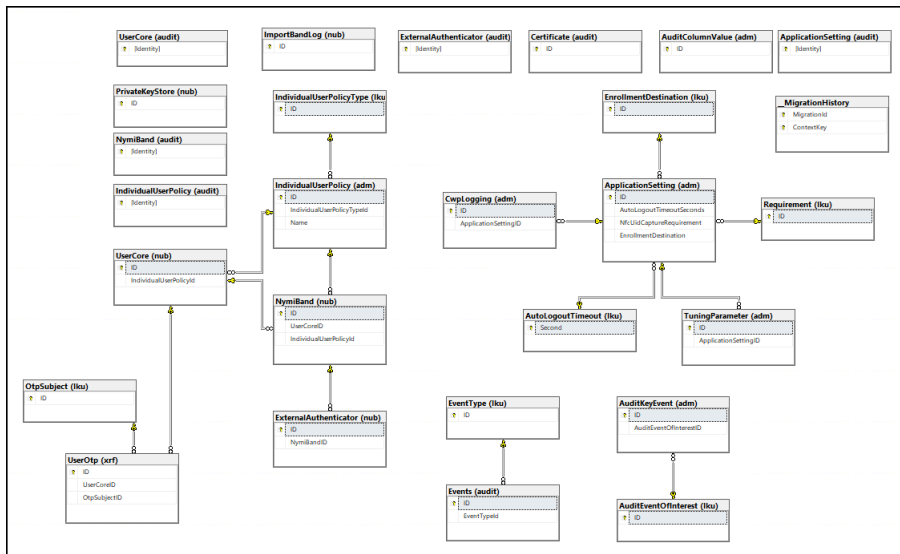 UserCore (audit)
[Identity]
ImportBandLog (nub)
ID
ExternalAuthenticator (audit)
[Identity]
Certificate (audit)
ID
AuditColumnValue (adm)
ID
ApplicationSetting (audit)
[Identity]
PrivateKeyStore (nub)
ID
IndividualUserPolicyType (lku
ID
EnrollmentDestination (lku)
ID
__MigrationHistory
MigrationId
ContextKey
NymiBand (audit)
[Identity]
IndividualUserPolicy (audit)
[Identity]
IndividualUserPolicy (adm)
ID
IndividualUserPolicyTypeId
Name
CwpLogging (adm)
ID
ApplicationSettingID
ApplicationSetting (adm)
ID
AutoLogoutTimeoutSeconds
NfcUidCaptureRequirement
EnrollmentDestination
Requirement (lku)
ID
UserCore (nub)
ID
IndividualUserPolicyId
NymiBand (nub)
ID
UserCoreID
IndividualUserPolicyId
AutoLogoutTimeout (lku)
Second
TuningParameter (adm)
ID
ApplicationSettingID
OtpSubject (lku)
ID
ExternalAuthenticator (nub)
ID
NymiBandID
EventType (lku)
ID
AuditKeyEvent (adm)
ID
AuditEventOfInterestID
UserOtp (xrf)
ID
UserCoreID
OtpSubjectID
Events (audit)
ID
EventTypeId
AuditEventOfInterest (lku)
ID